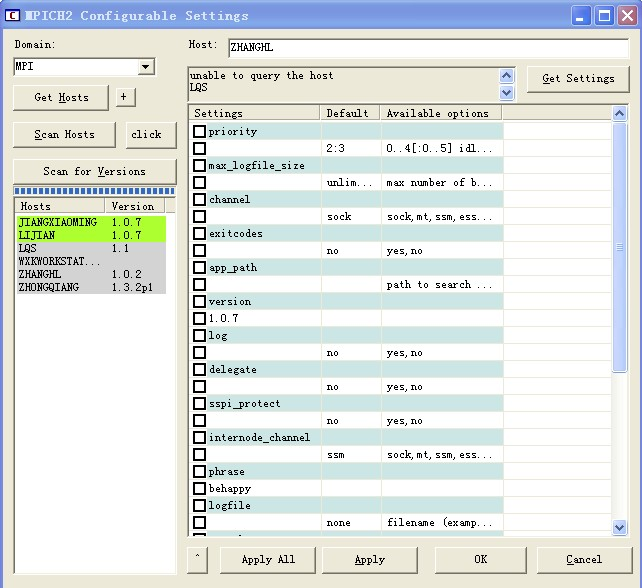 MPICH2 Configurable Settings
Domain:
MPI
Get Hosts
+
Scan Hosts
click
Scan for Versions
Hosts Version
JIANGXIAOMING 1.0.7
LIJIAN 1.0.7
LQS 1.1
WXKWORKSTAT...
ZHANGHL 1.0.2
ZHONGQIANG 1.3.2p1
Host: ZHANGHL
unable to query the host
LQS
Get Settings
Settings Default Available options
priority
2:3 0..4[:0..5] idl...
max_logfile_size
unlim... max number of b...
channel
sock sock,mt,ssm,ess...
exitcodes
no yes,no
app_path
path to search ...
version
1.0.7
log
no yes,no
delegate
no yes,no
sspi_protect
no yes,no
internode_channel
ssm sock,mt,ssm,ess...
phrase
behappy
logfile
none filename (examp...
^
Apply All
Apply
OK
Cancel